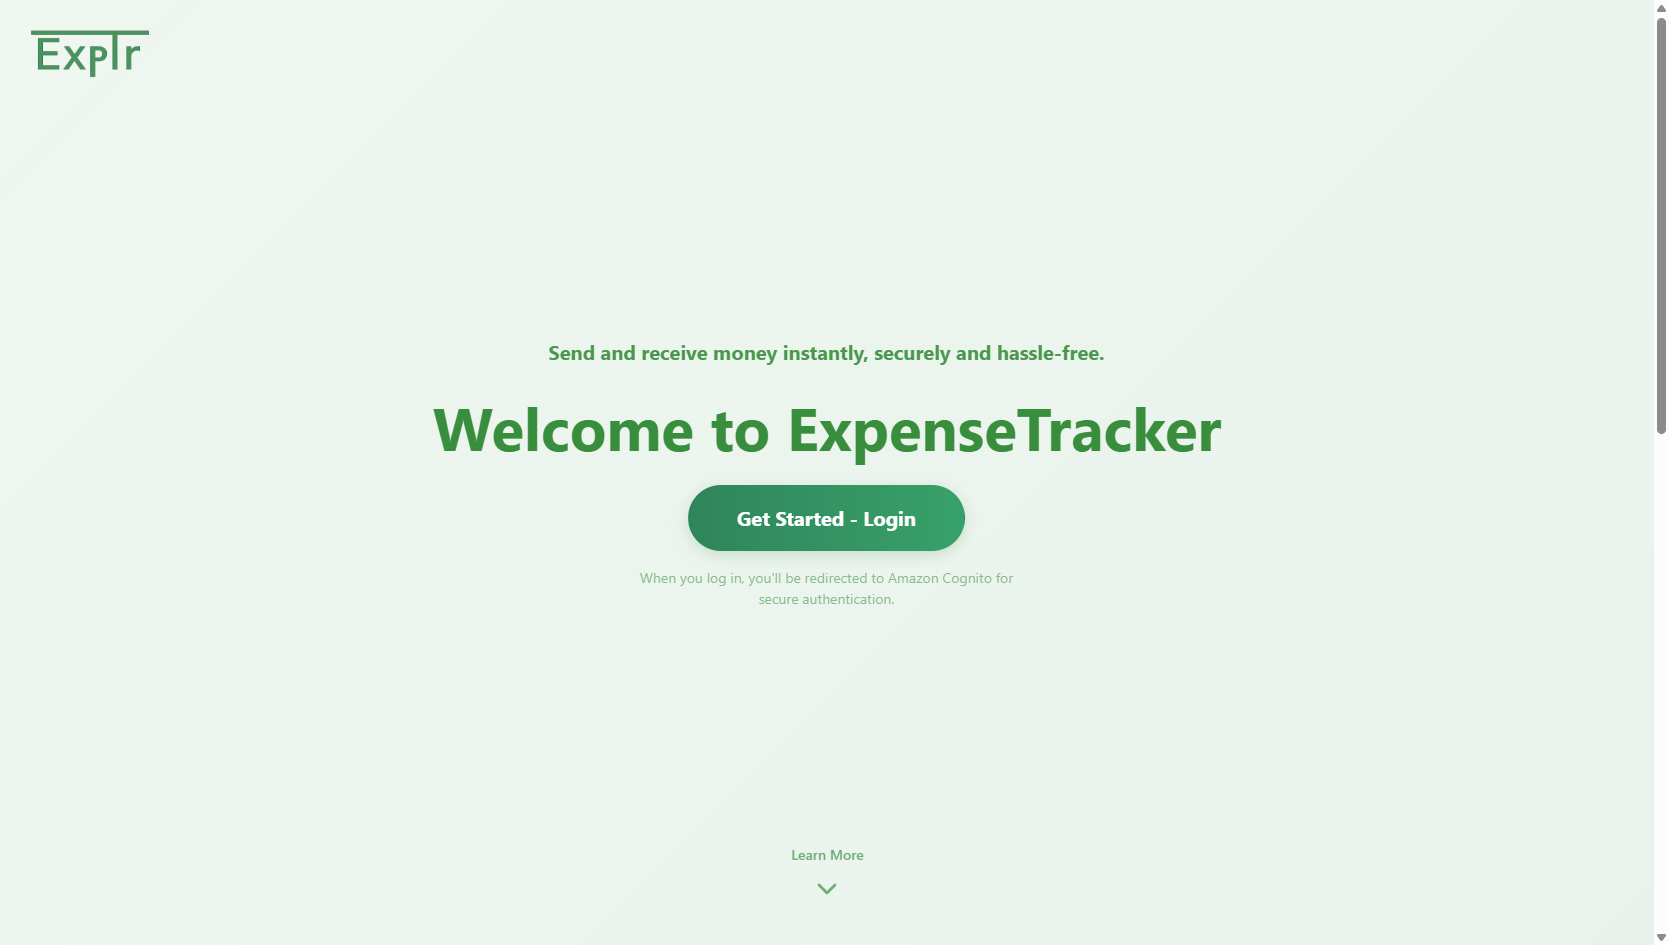 ExpTr
Send and receive money instantly, securely and hassle-free.
Welcome to ExpenseTracker
Get Started - Login
When you log in, you'll be redirected to Amazon Cognito for
secure authentication.
Learn More